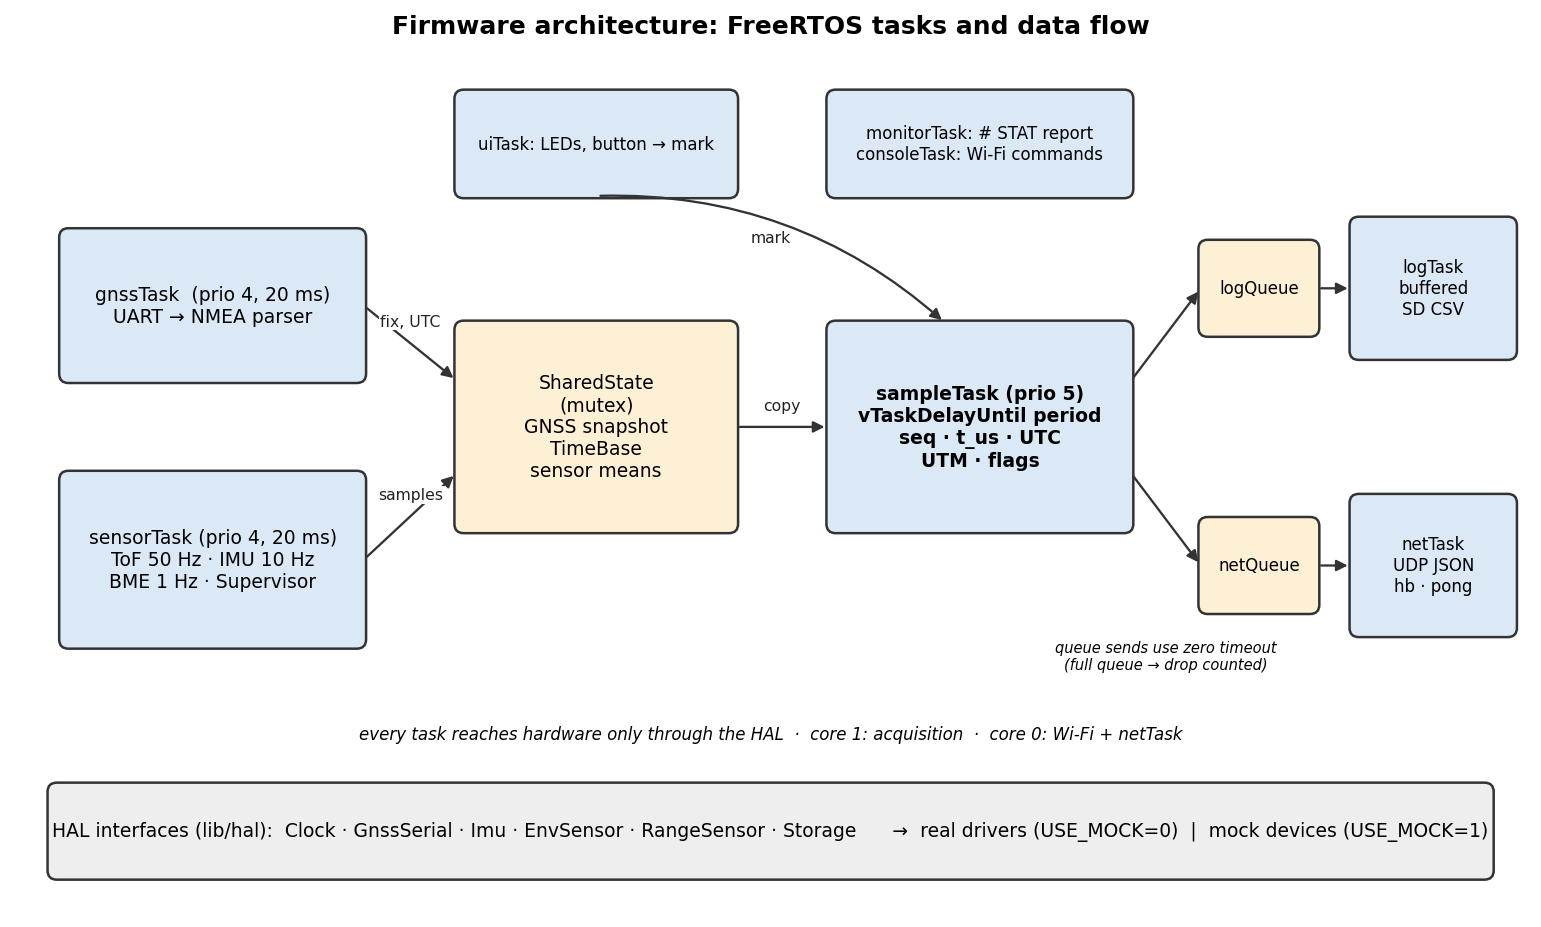 Firmware architecture: FreeRTOS tasks and data flow
uiTask: LEDs, button → mark
monitorTask: # STAT report
consoleTask: Wi-Fi commands
mark
gnssTask  (prio 4, 20 ms)
UART → NMEA parser
fix, UTC
sensorTask (prio 4, 20 ms)
ToF 50 Hz · IMU 10 Hz
BME 1 Hz · Supervisor
samples
SharedState
(mutex)
GNSS snapshot
TimeBase
sensor means
copy
sampleTask (prio 5)
vTaskDelayUntil period
seq · t_us · UTC
UTM · flags
logQueue
logTask
buffered
SD CSV
netQueue
netTask
UDP JSON
hb · pong
queue sends use zero timeout
(full queue → drop counted)
every task reaches hardware only through the HAL  ·  core 1: acquisition  ·  core 0: Wi-Fi + netTask
HAL interfaces (lib/hal):  Clock · GnssSerial · Imu · EnvSensor · RangeSensor · Storage      →  real drivers (USE_MOCK=0)  |  mock devices (USE_MOCK=1)